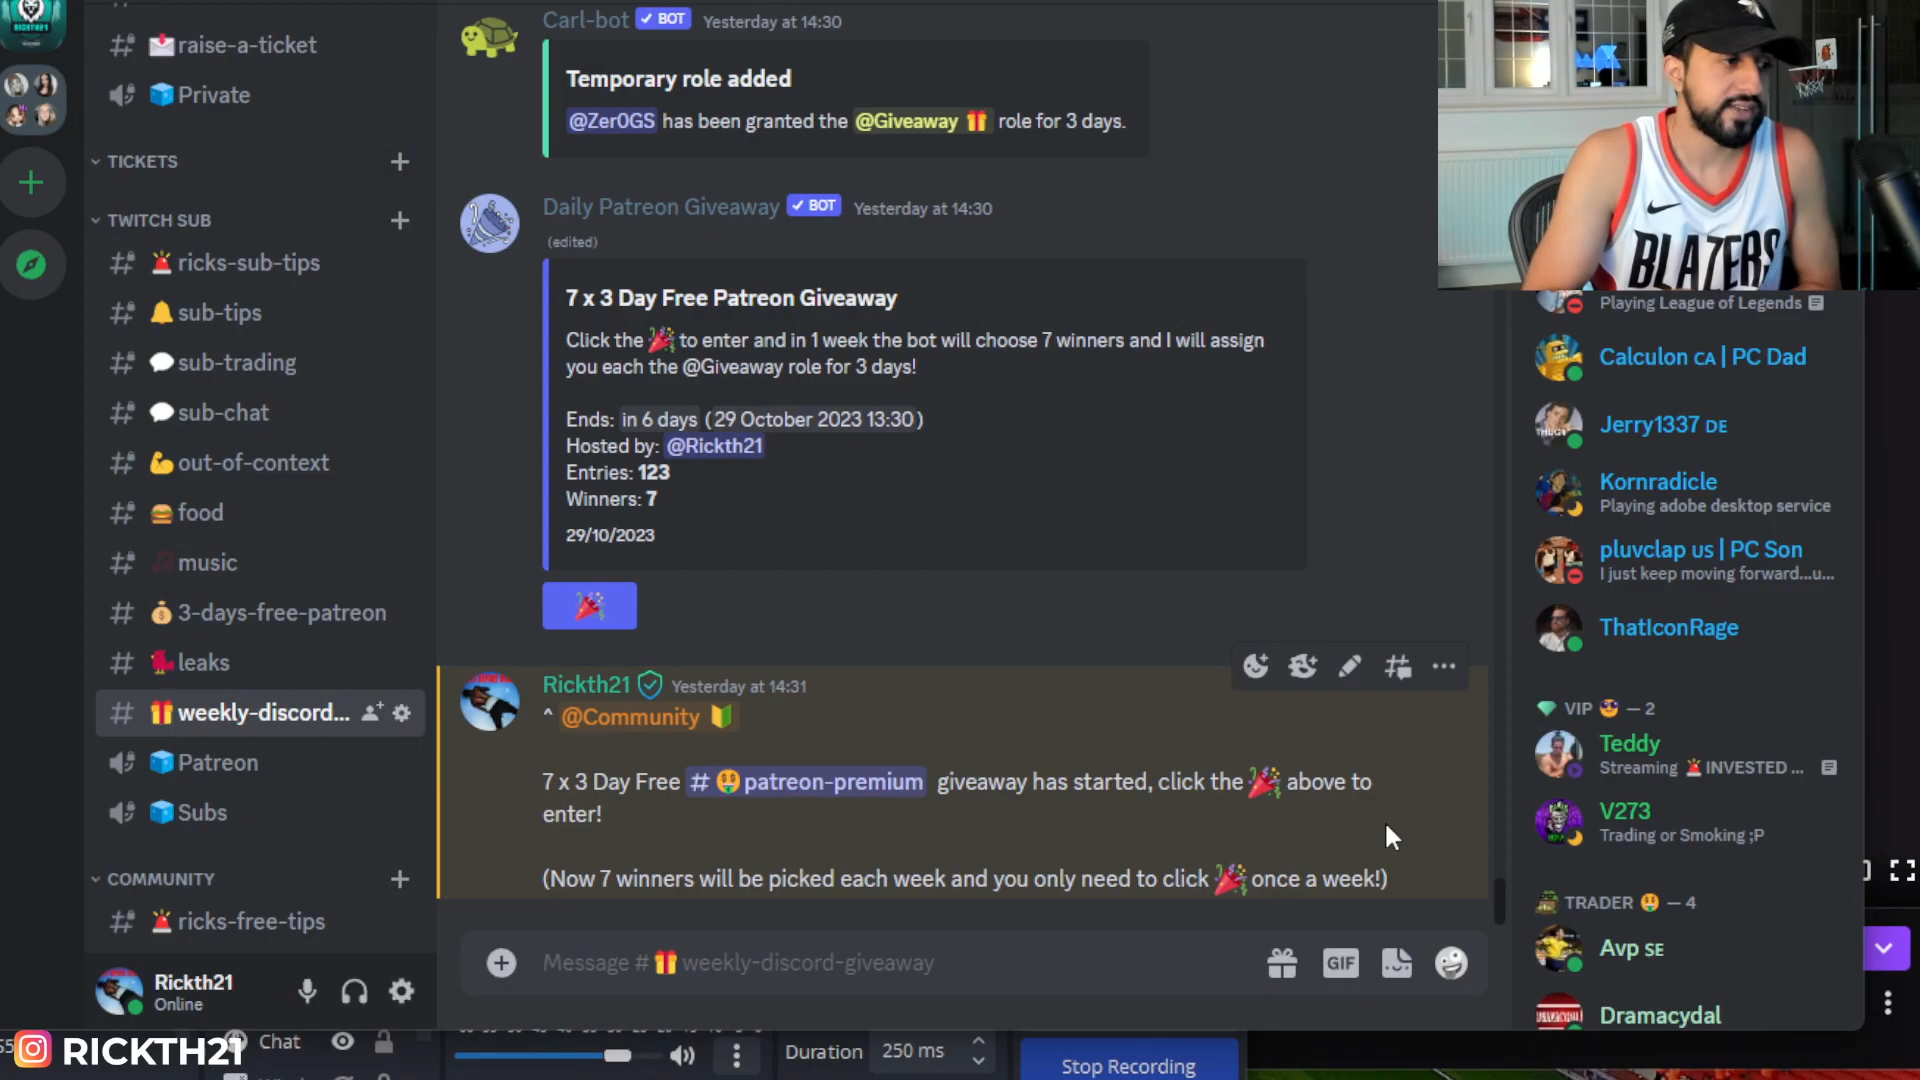 raise-a-ticket
Private
TICKETS
TWITCH SUB
ricks-sub-tips
sub-tips
sub-trading
sub-chat
out-of-context
food
music
3-days-free-patreon
leaks
weekly-discord...
Patreon
Subs
COMMUNITY
ricks-free-tips
Rickth21
Online
Carl-bot ✓ BOT Yesterday at 14:30
Temporary role added
@Zer0GS has been granted the @Giveaway 🎁 role for 3 days.
Daily Patreon Giveaway ✓ BOT Yesterday at 14:30
(edited)
7 x 3 Day Free Patreon Giveaway
Click the 🎉 to enter and in 1 week the bot will choose 7 winners and I will assign
you each the @Giveaway role for 3 days!
Ends: in 6 days (29 October 2023 13:30)
Hosted by: @Rickth21
Entries: 123
Winners: 7
29/10/2023
Rickth21 Yesterday at 14:31
^ @Community 🔰
7 x 3 Day Free # 🤑 patreon-premium giveaway has started, click the 🎉 above to
enter!
(Now 7 winners will be picked each week and you only need to click 🎉 once a week!)
Message # 🎁 weekly-discord-giveaway
GIF
BLAZERS
Playing League of Legends
Calculon CA | PC Dad
Jerry1337 DE
Kornradicle
Playing adobe desktop service
pluvclap US | PC Son
I just keep moving forward...u...
ThatIconRage
VIP 😎 — 2
Teddy
Streaming 🚨INVESTED ...
V273
Trading or Smoking ;P
TRADER 🤑 — 4
Avp SE
Dramacydal
RICKTH21
Chat
Duration 250 ms
Stop Recording